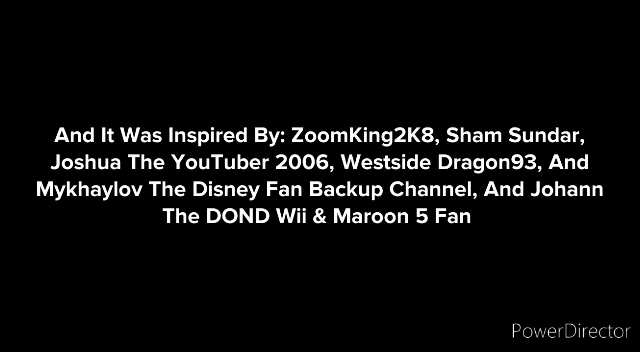 And It Was Inspired By: ZoomKing2K8, Sham Sundar,
Joshua The YouTuber 2006, Westside Dragon93, And
Mykhaylov The Disney Fan Backup Channel, And Johann
The DOND Wii & Maroon 5 Fan
PowerDirector